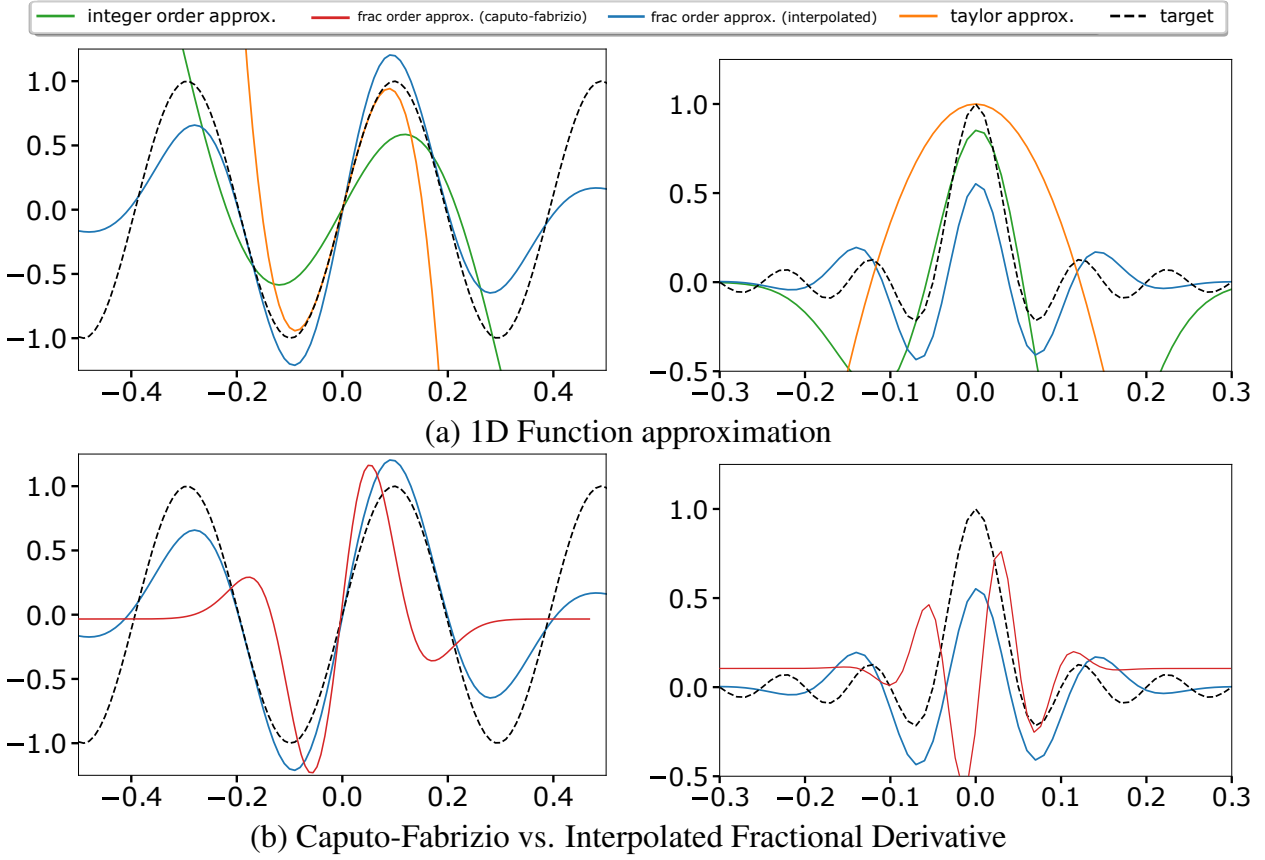 integer order approx. frac order approx. (caputo-fabrizio) frac order approx. (interpolated) taylor approx. target
1.0
0.5
0.0
−0.5
−1.0
−0.4 −0.2 0.0 0.2 0.4
1.0
0.5
0.0
−0.5
−0.3 −0.2 −0.1 0.0 0.1 0.2 0.3
(a) 1D Function approximation
1.0
0.5
0.0
−0.5
−1.0
−0.4 −0.2 0.0 0.2 0.4
1.0
0.5
0.0
−0.5
−0.3 −0.2 −0.1 0.0 0.1 0.2 0.3
(b) Caputo-Fabrizio vs. Interpolated Fractional Derivative